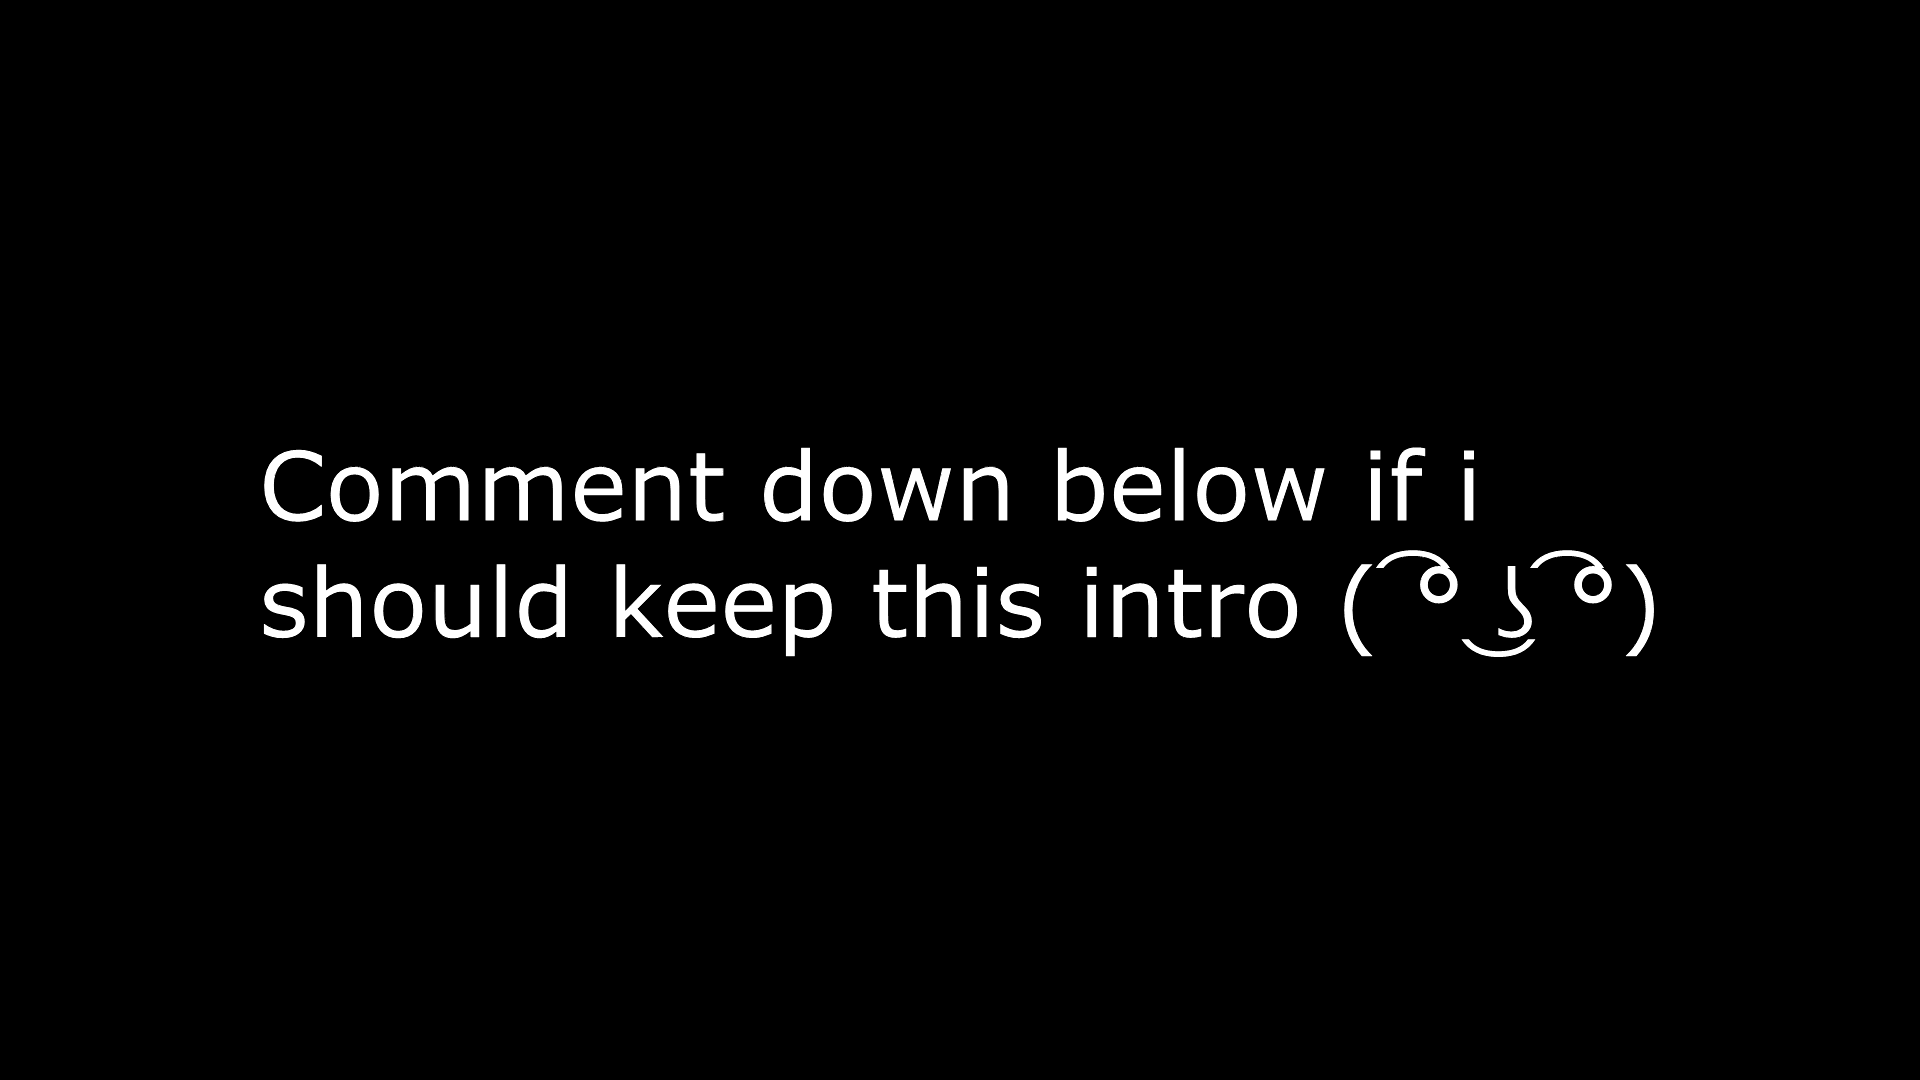 Comment down below if i
should keep this intro ( ͡° ͜ʖ ͡°)